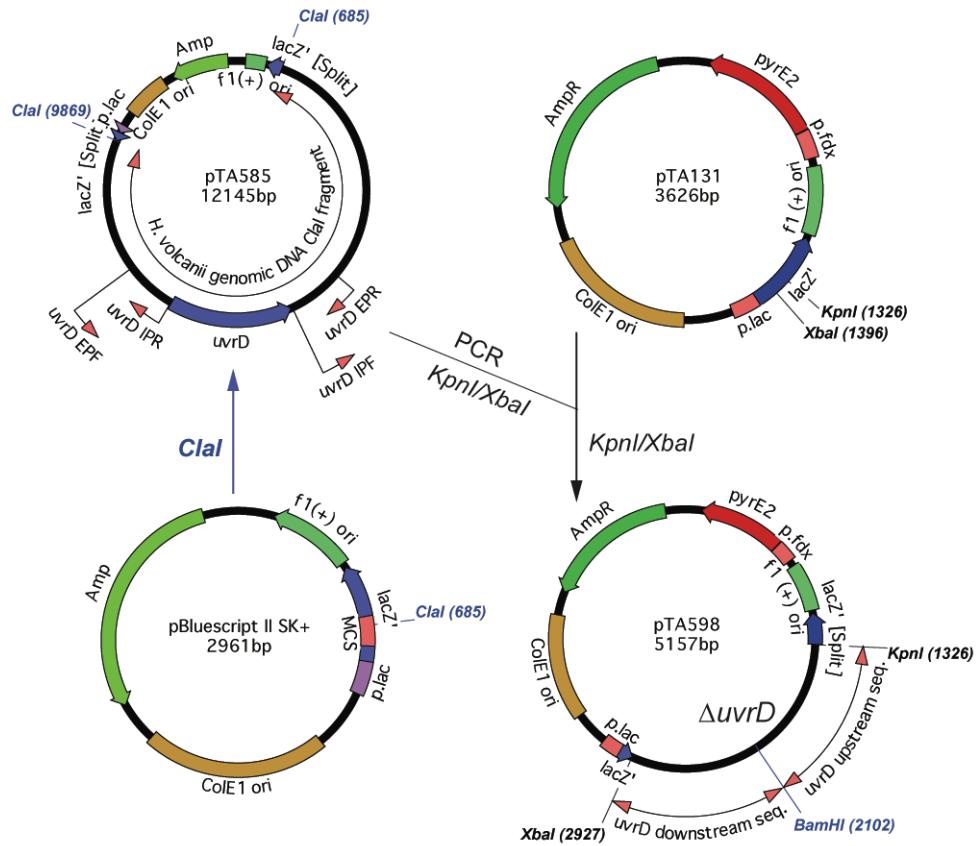 ClaI (685)
Amp
lacZ' [Split]
f1(+) ori
ColE1 ori
p.lac
ClaI (9869)
lacZ' [Split]
pTA585
12145bp
H. volcanii genomic DNA ClaI fragment
uvrD EPF
uvrD IPR
uvrD
uvrD EPR
uvrD IPF
pyrE2
AmpR
p.fdx
pTA131
3626bp
f1 (+) ori
lacZ'
KpnI (1326)
XbaI (1396)
p.lac
ColE1 ori
PCR
KpnI/XbaI
KpnI/XbaI
ClaI
f1(+) ori
Amp
lacZ'
ClaI (685)
MCS
pBluescript II SK+
2961bp
p.lac
ColE1 ori
pyrE2
AmpR
p.fdx
f1 (+) ori
lacZ' [Split]
pTA598
5157bp
KpnI (1326)
ColE1 ori
ΔuvrD
p.lac
lacZ'
uvrD upstream seq.
XbaI (2927)
uvrD downstream seq.
BamHI (2102)